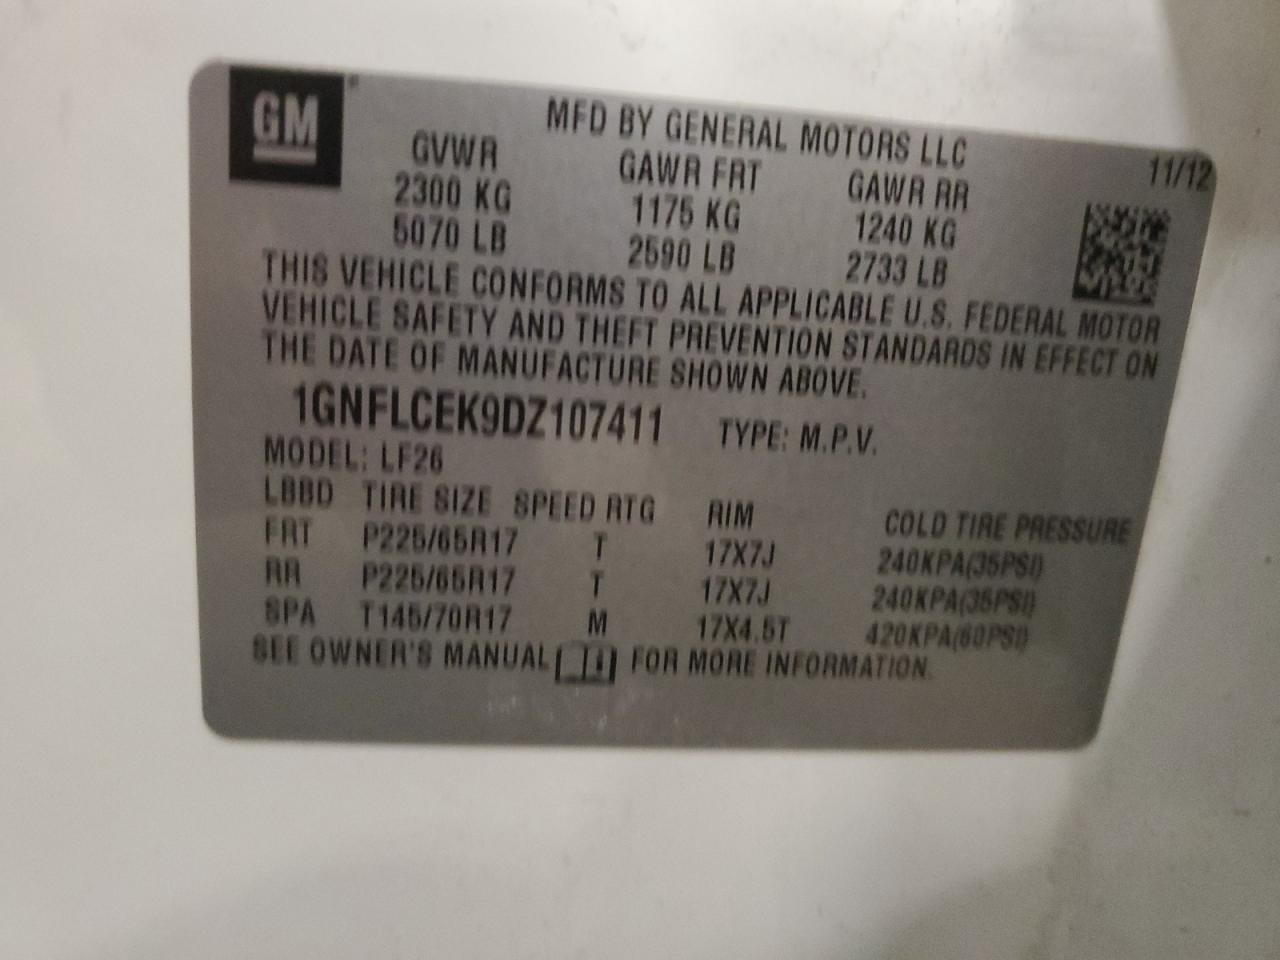 GM
MFD BY GENERAL MOTORS LLC
11/12
GVWR GAWR FRT GAWR RR
2300 KG 1175 KG 1240 KG
5070 LB 2590 LB 2733 LB
THIS VEHICLE CONFORMS TO ALL APPLICABLE U.S. FEDERAL MOTOR
VEHICLE SAFETY AND THEFT PREVENTION STANDARDS IN EFFECT ON
THE DATE OF MANUFACTURE SHOWN ABOVE.
1GNFLCEK9DZ107411 TYPE: M.P.V.
MODEL: LF26
LBBD TIRE SIZE SPEED RTG RIM COLD TIRE PRESSURE
FRT P225/65R17 T 17X7J 240KPA(35PSI)
RR P225/65R17 T 17X7J 240KPA(35PSI)
SPA T145/70R17 M 17X4.5T 420KPA(60PSI)
SEE OWNER'S MANUAL FOR MORE INFORMATION.